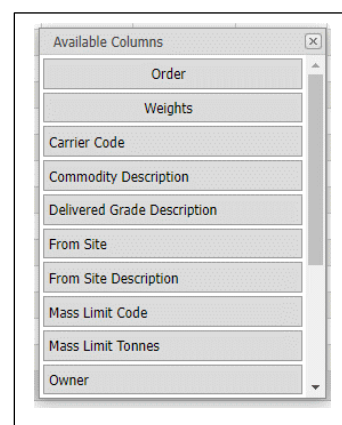 Available Columns
Order
Weights
Carrier Code
Commodity Description
Delivered Grade Description
From Site
From Site Description
Mass Limit Code
Mass Limit Tonnes
Owner